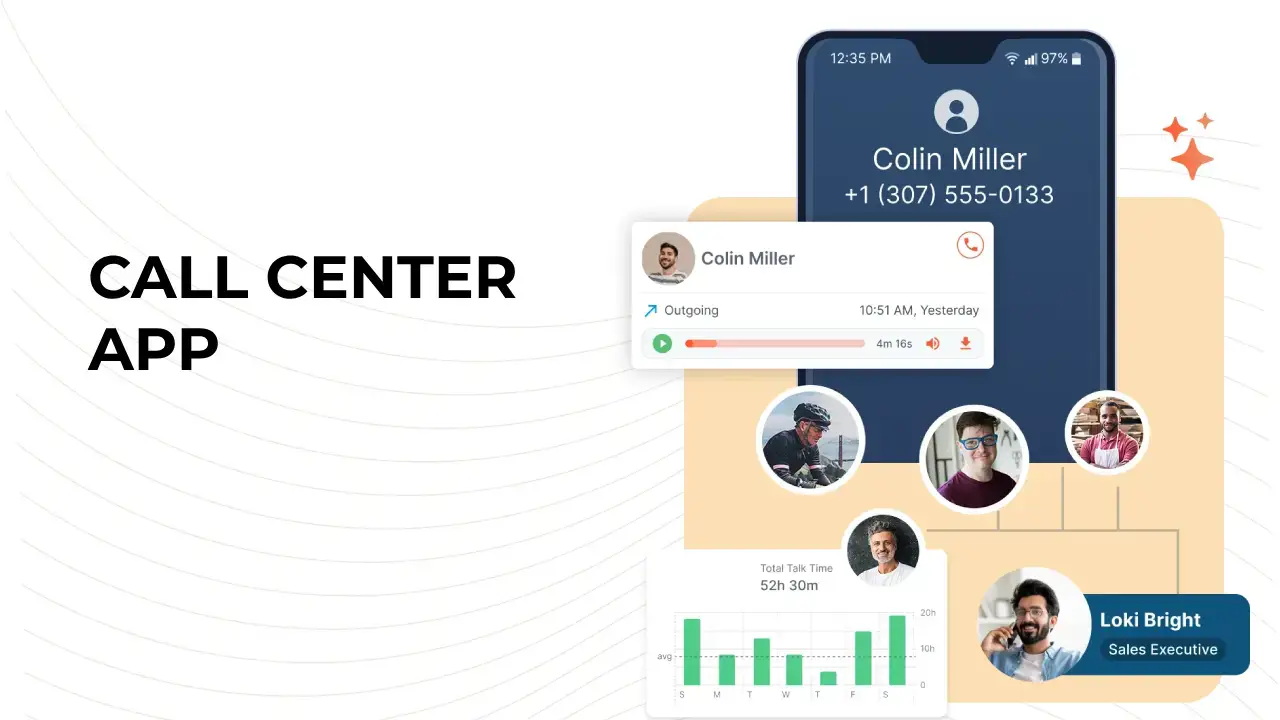 CALL CENTER
APP
12:35 PM
97%
Colin Miller
+1 (307) 555-0133
Colin Miller
Outgoing
10:51 AM, Yesterday
4m 16s
Total Talk Time
52h 30m
20h
avg
10h
0
S M T W T F S
Loki Bright
Sales Executive